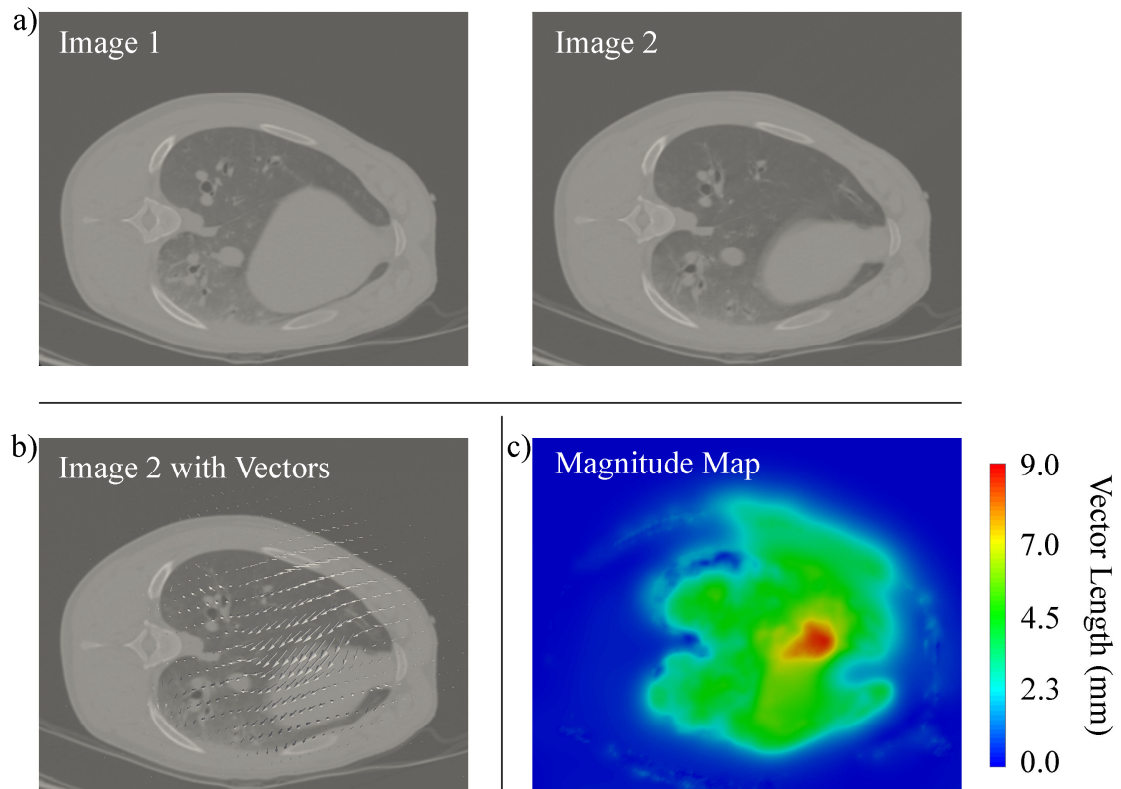 a)
Image 1
Image 2
b)
Image 2 with Vectors
c)
Magnitude Map
9.0
7.0
4.5
2.3
0.0
Vector Length (mm)